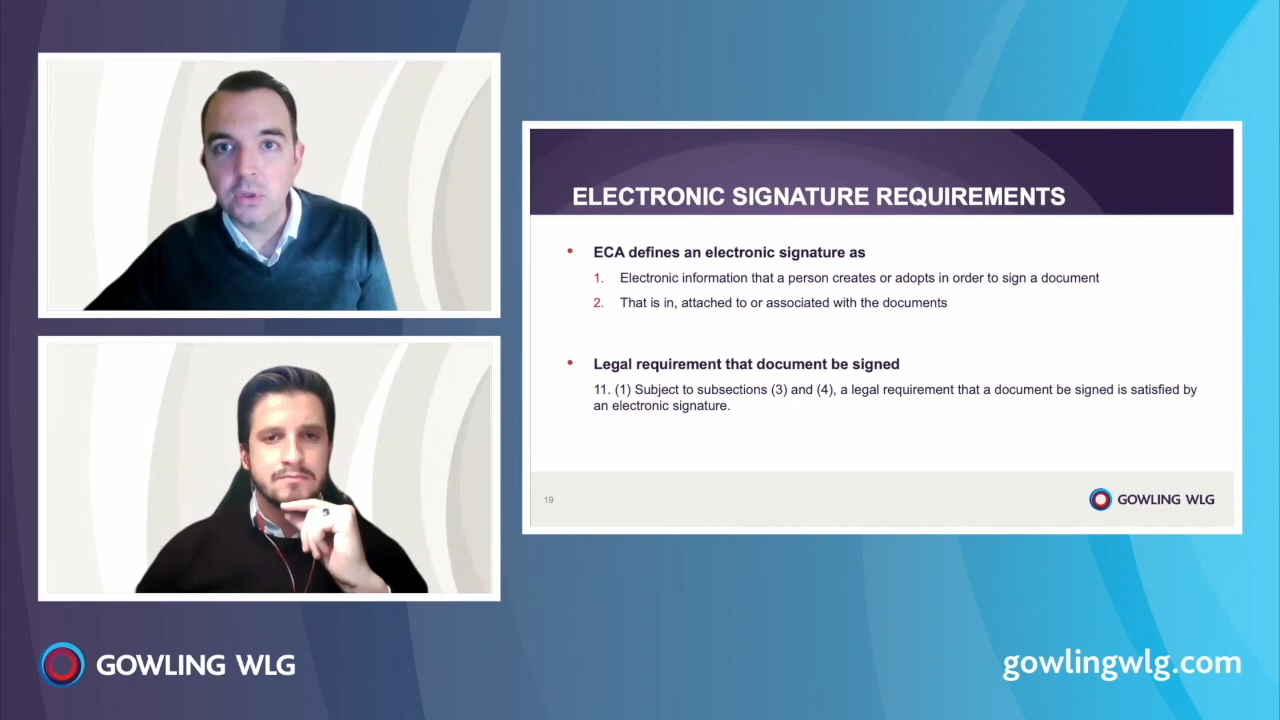 ELECTRONIC SIGNATURE REQUIREMENTS
• ECA defines an electronic signature as
1. Electronic information that a person creates or adopts in order to sign a document
2. That is in, attached to or associated with the documents
• Legal requirement that document be signed
11. (1) Subject to subsections (3) and (4), a legal requirement that a document be signed is satisfied by
an electronic signature.
19
GOWLING WLG
GOWLING WLG
gowlingwlg.com